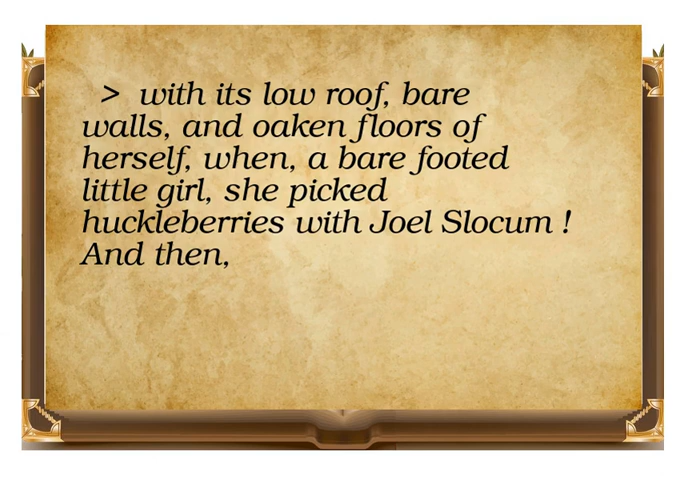 > with its low roof, bare
walls, and oaken floors of
herself, when, a bare footed
little girl, she picked
huckleberries with Joel Slocum !
And then,